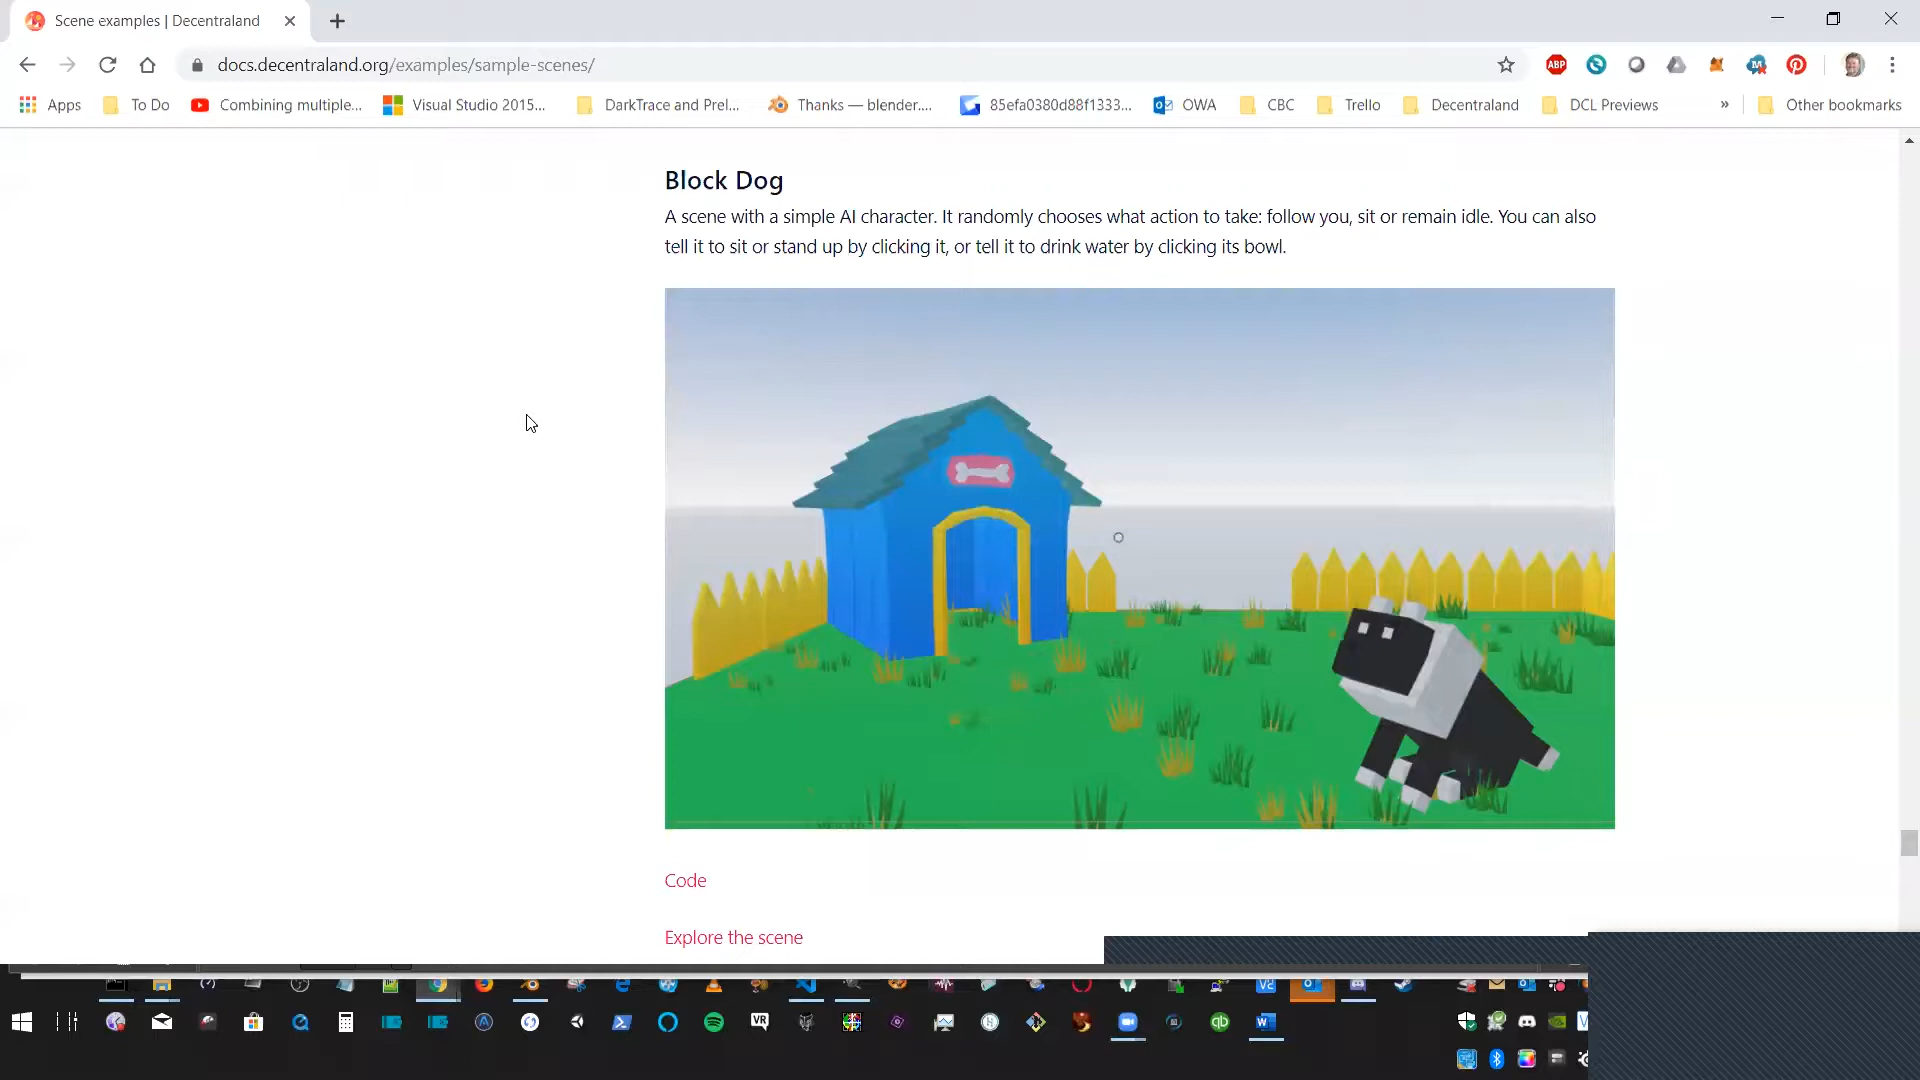 Scene examples | Decentraland
docs.decentraland.org/examples/sample-scenes/
ABP
Apps To Do Combining multiple... Visual Studio 2015... DarkTrace and Prel... Thanks — blender.... 85efa0380d88f1333... OWA CBC Trello Decentraland DCL Previews » Other bookmarks
Block Dog
A scene with a simple AI character. It randomly chooses what action to take: follow you, sit or remain idle. You can also
tell it to sit or stand up by clicking it, or tell it to drink water by clicking its bowl.
Code
Explore the scene
VR
qb